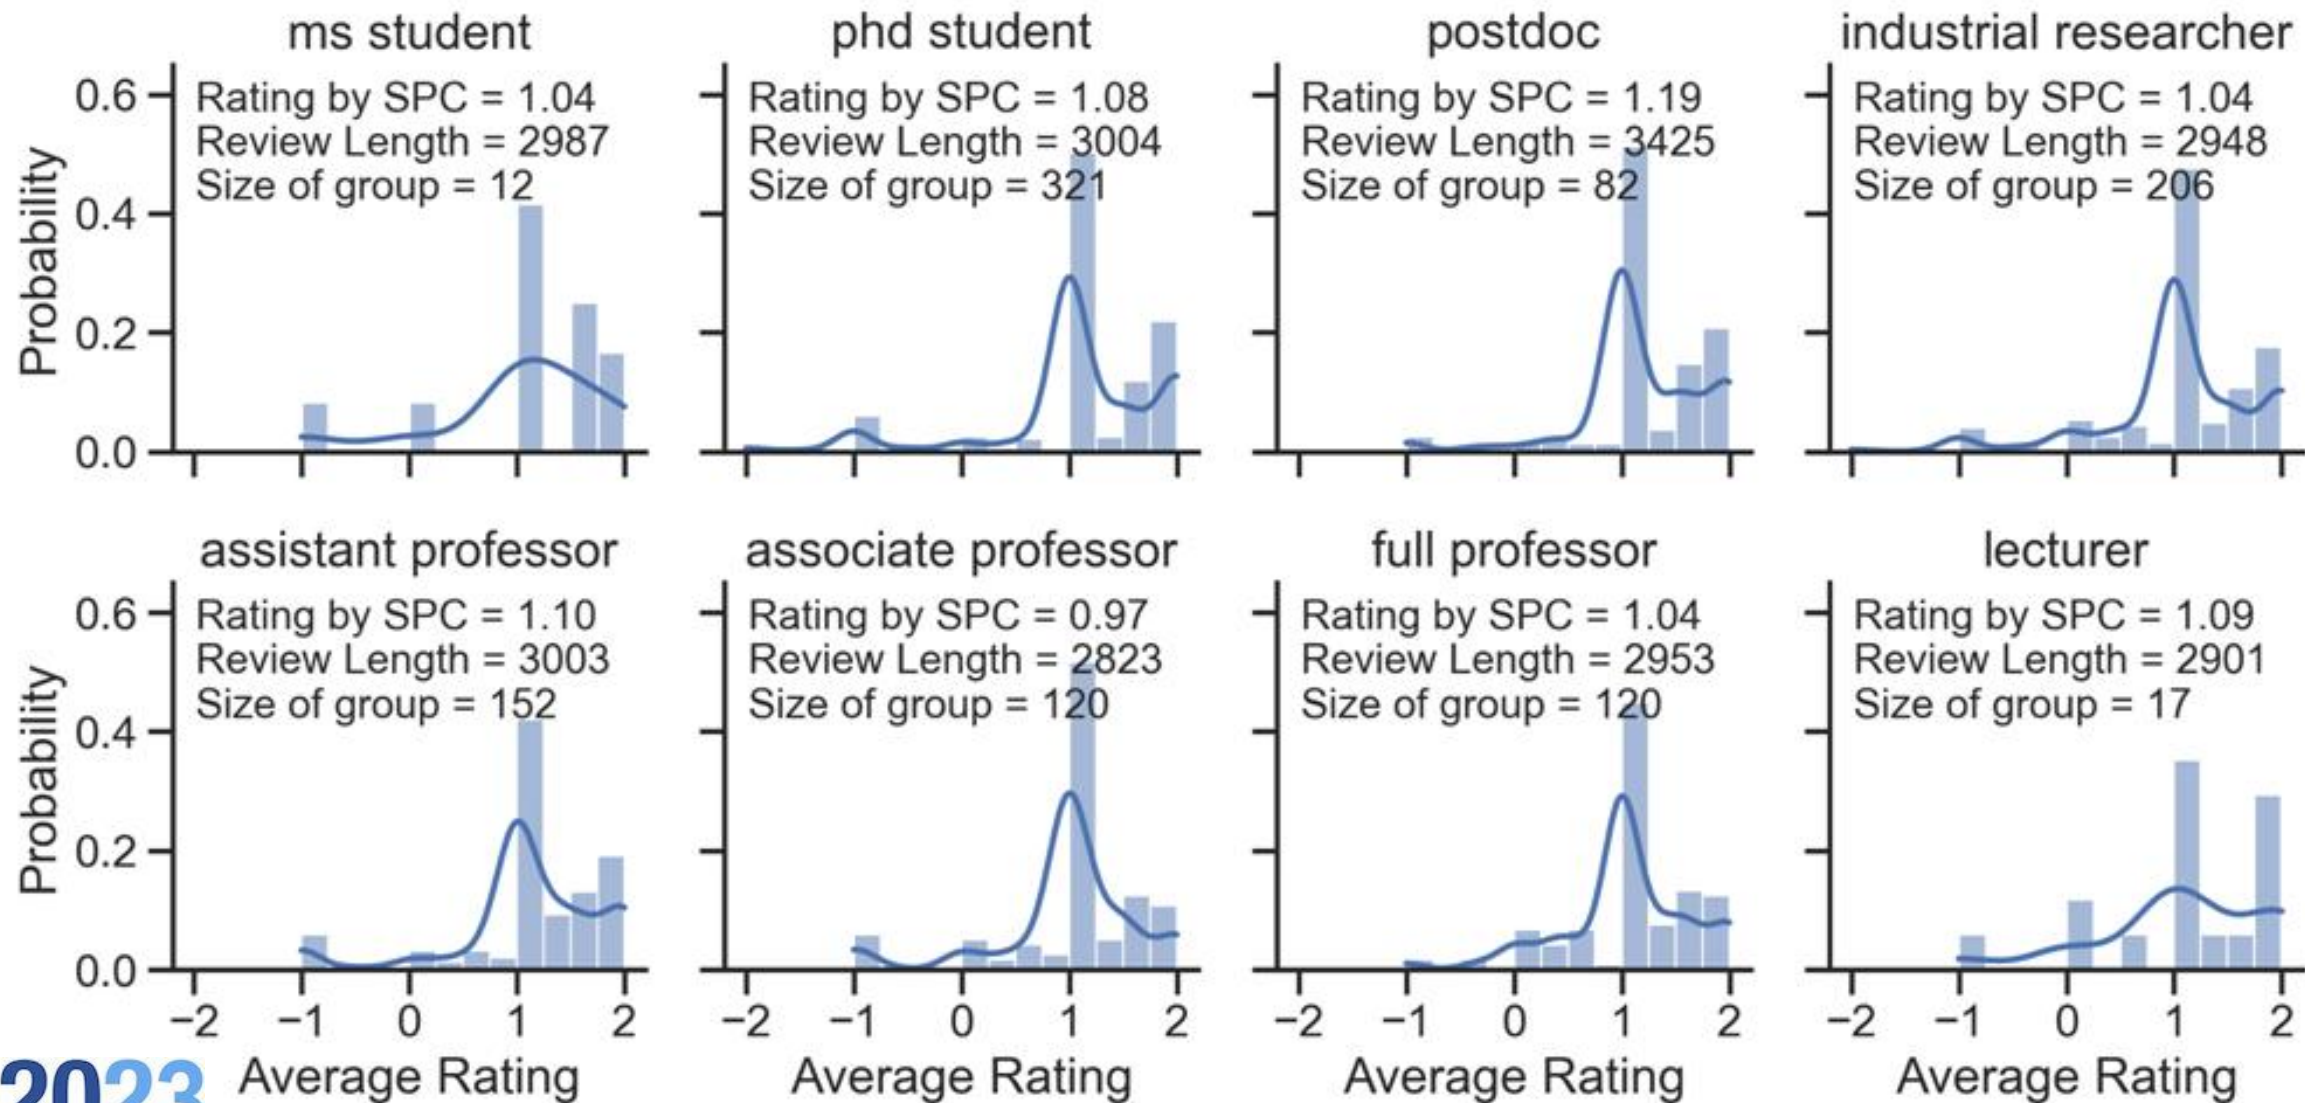 ms student
phd student
postdoc
industrial researcher
Probability
0.6
0.4
0.2
0.0
Rating by SPC = 1.04
Review Length = 2987
Size of group = 12
Rating by SPC = 1.08
Review Length = 3004
Size of group = 321
Rating by SPC = 1.19
Review Length = 3425
Size of group = 82
Rating by SPC = 1.04
Review Length = 2948
Size of group = 206
assistant professor
associate professor
full professor
lecturer
Probability
0.6
0.4
0.2
0.0
Rating by SPC = 1.10
Review Length = 3003
Size of group = 152
Rating by SPC = 0.97
Review Length = 2823
Size of group = 120
Rating by SPC = 1.04
Review Length = 2953
Size of group = 120
Rating by SPC = 1.09
Review Length = 2901
Size of group = 17
−2 −1 0 1 2
−2 −1 0 1 2
−2 −1 0 1 2
−2 −1 0 1 2
Average Rating
Average Rating
Average Rating
Average Rating
2023